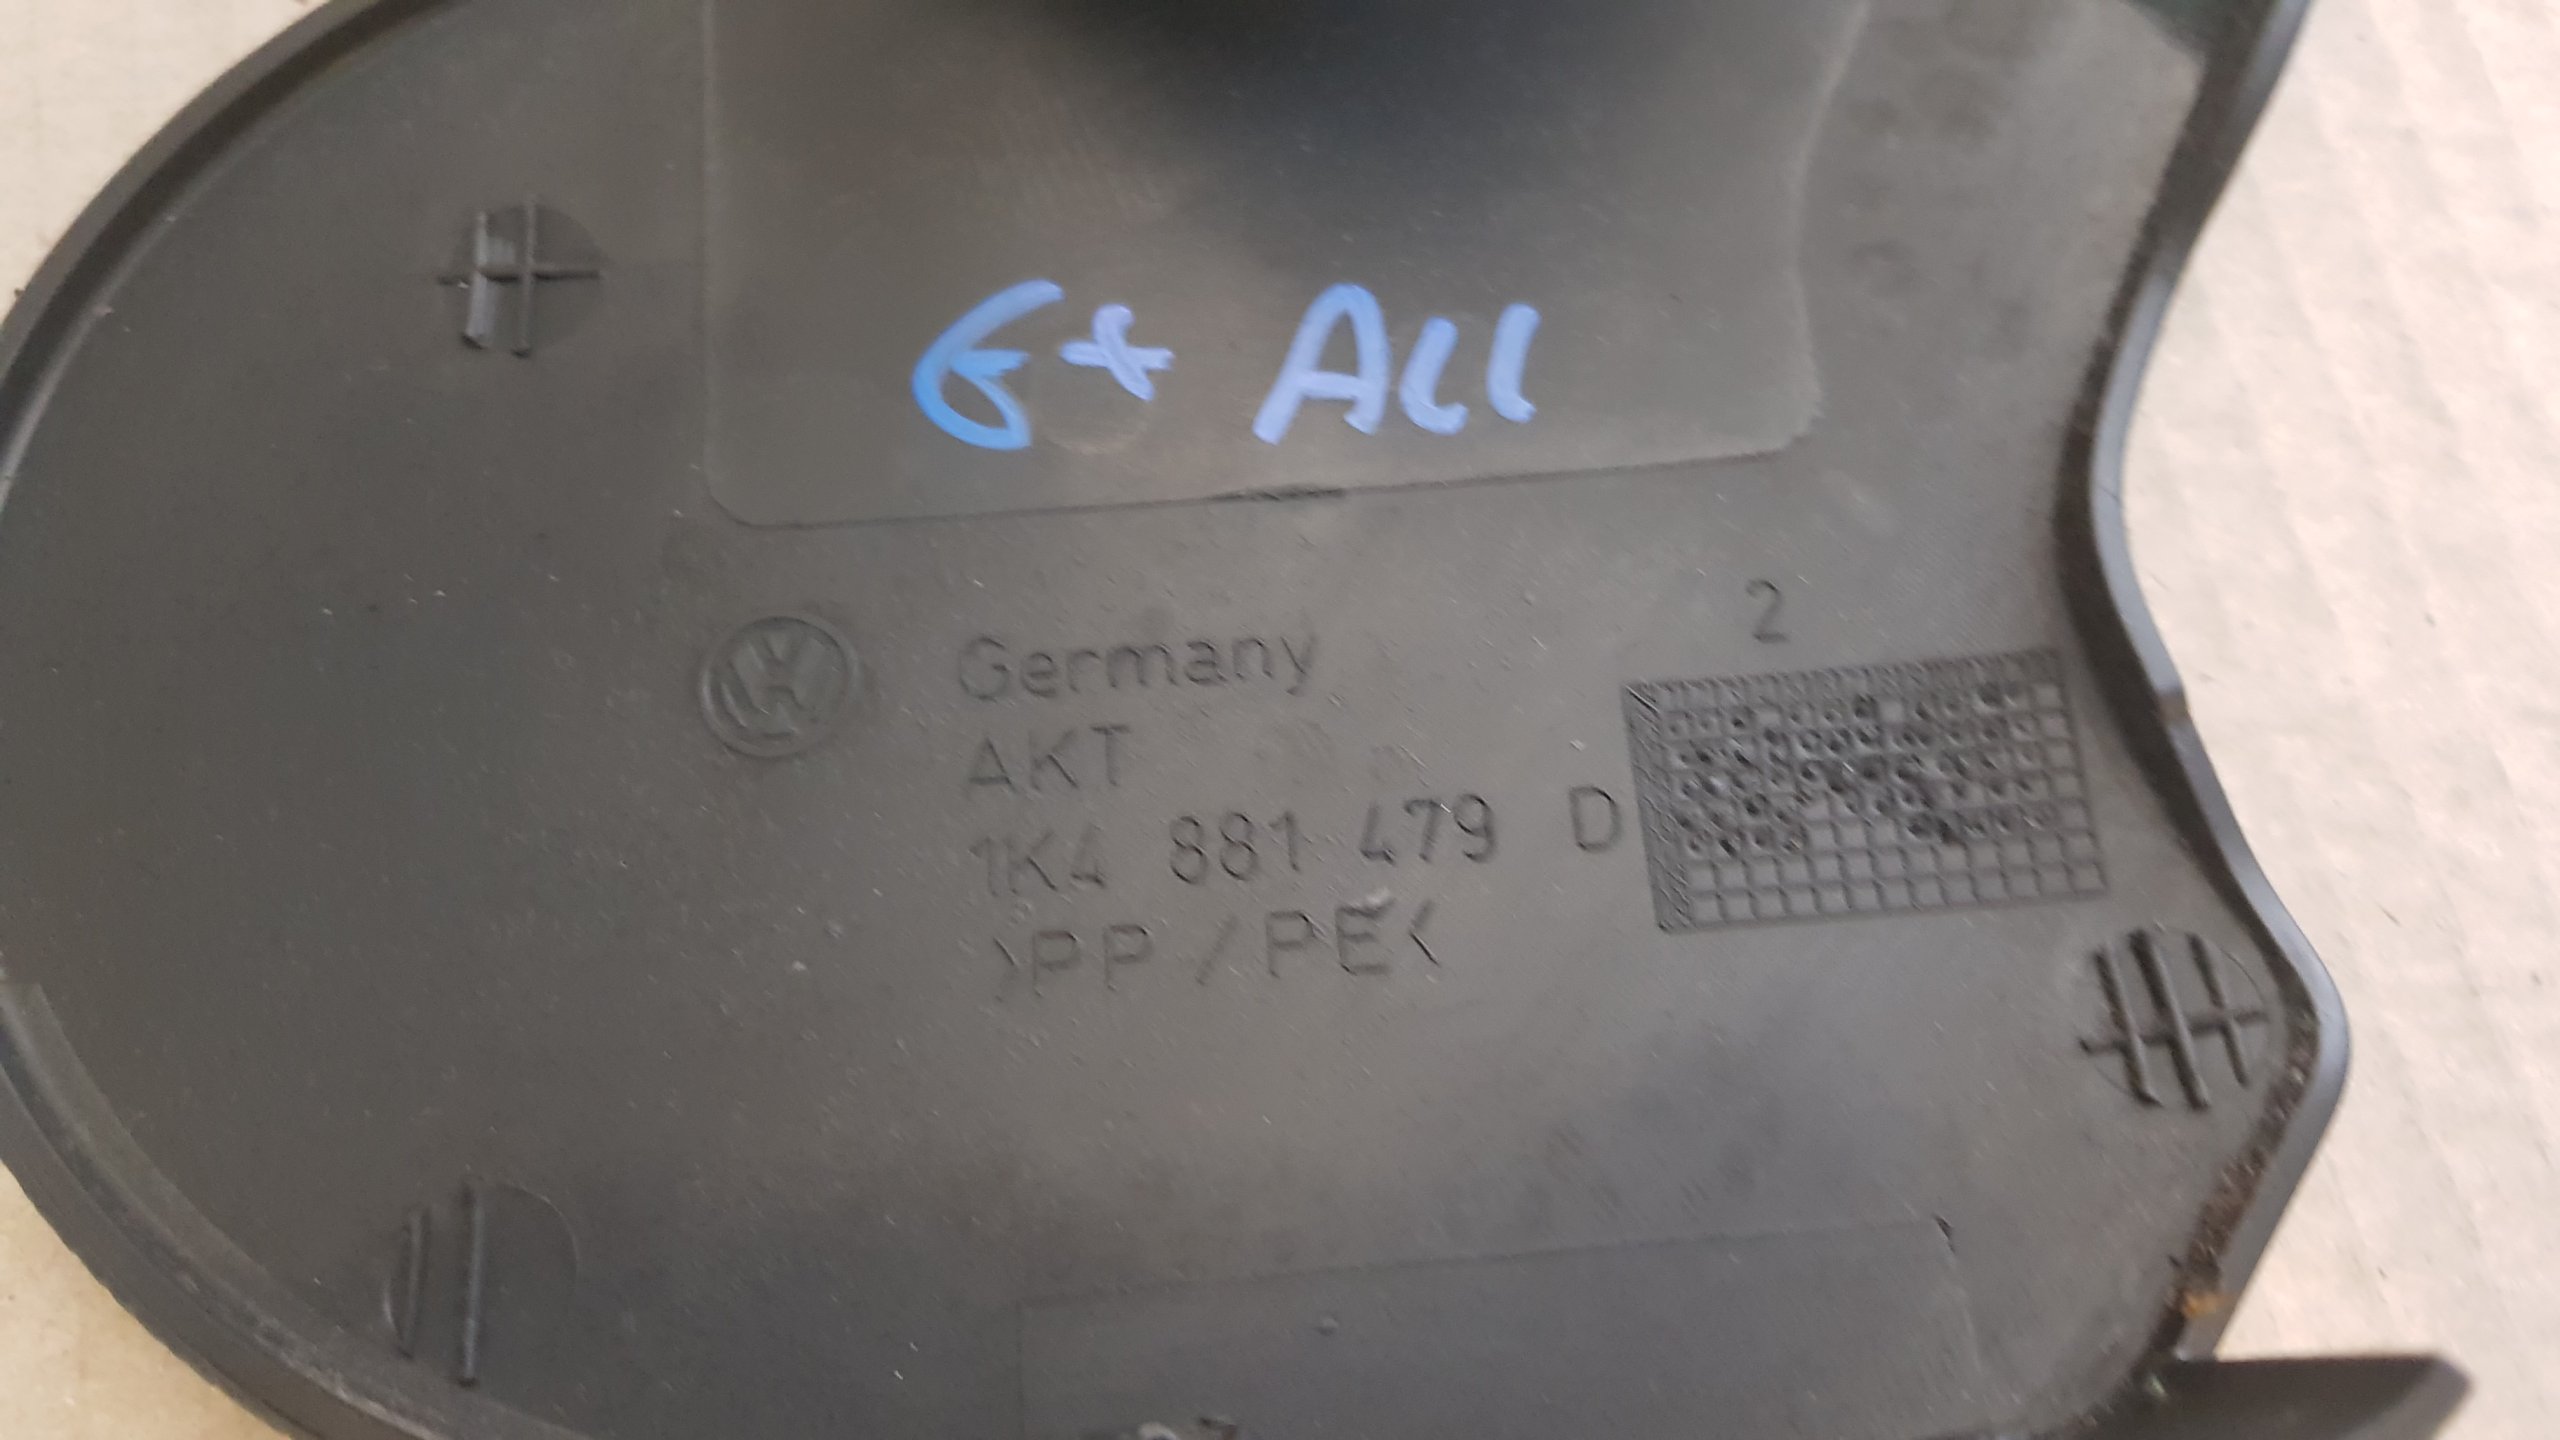 G+ All
2
Germany
AKT
1K4 881 479 D
>PP/PE<